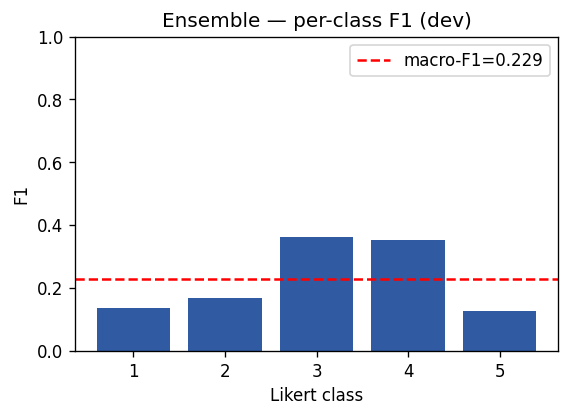 Ensemble — per-class F1 (dev)
1.0
macro-F1=0.229
0.8
0.6
F1
0.4
0.2
0.0
1 2 3 4 5
Likert class